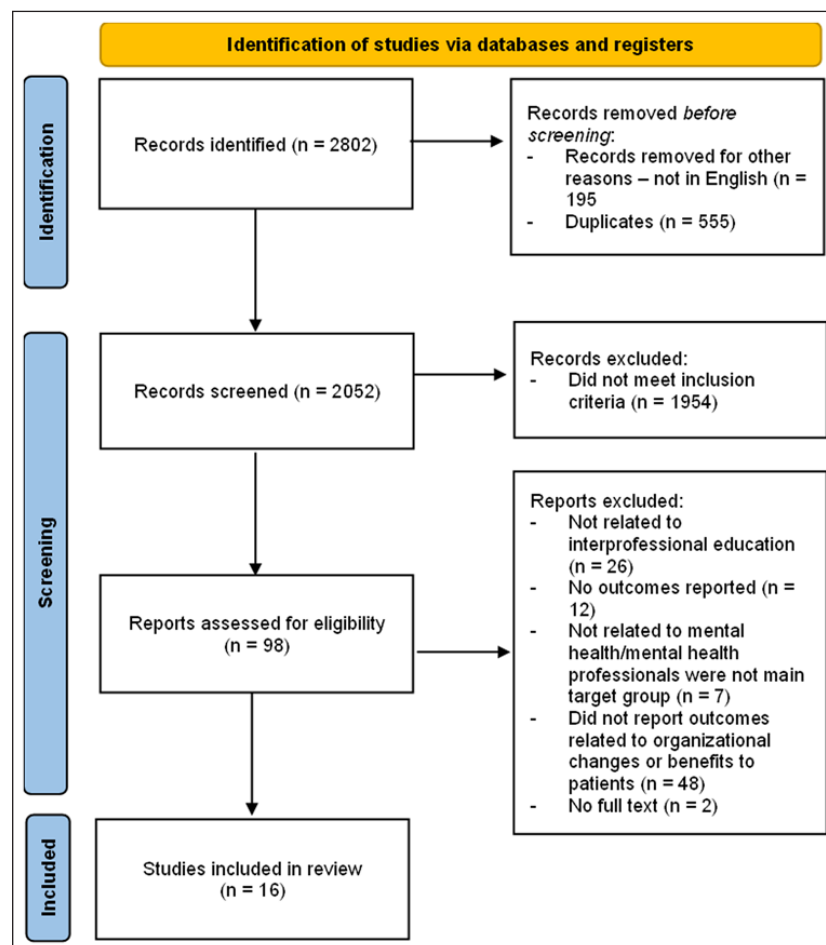 Identification of studies via databases and registers
Identification
Records identified (n = 2802)
Records removed before
screening:
- Records removed for other
reasons – not in English (n =
195
- Duplicates (n = 555)
Screening
Records screened (n = 2052)
Records excluded:
- Did not meet inclusion
criteria (n = 1954)
Reports assessed for eligibility
(n = 98)
Reports excluded:
- Not related to
interprofessional education
(n = 26)
- No outcomes reported (n =
12)
- Not related to mental
health/mental health
professionals were not main
target group (n = 7)
- Did not report outcomes
related to organizational
changes or benefits to
patients (n = 48)
- No full text (n = 2)
Included
Studies included in review
(n = 16)